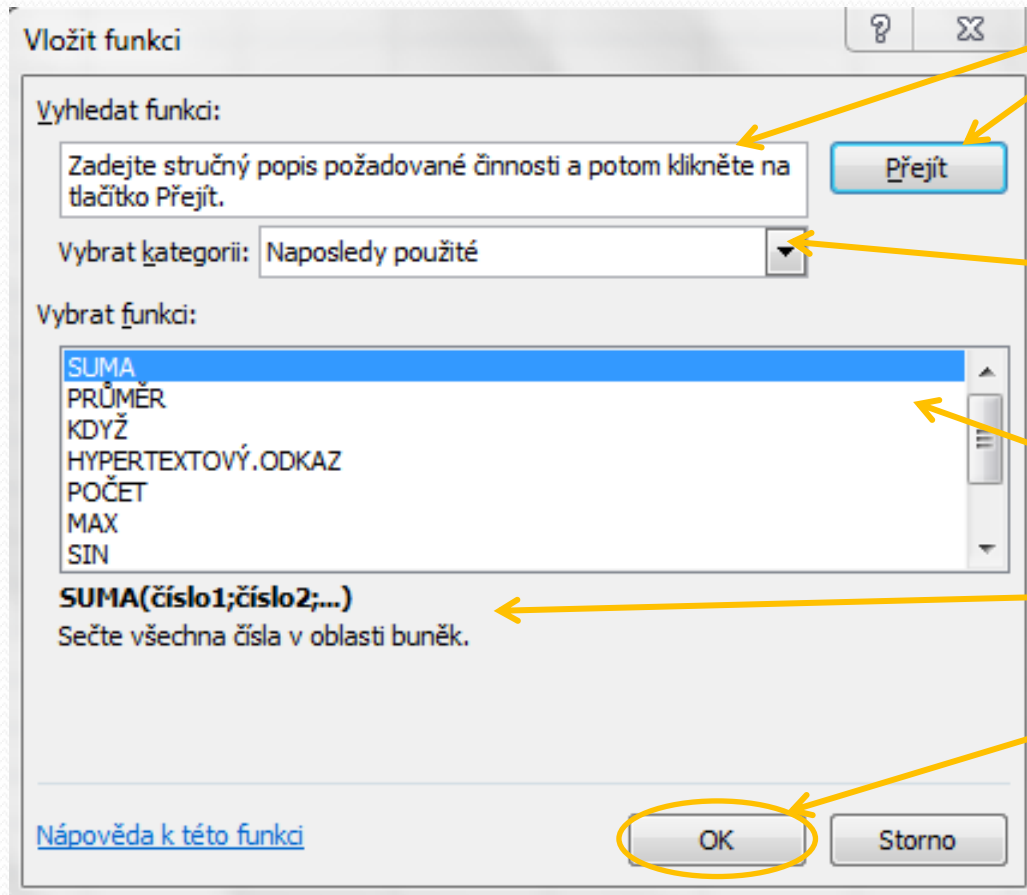 Vložit funkci
Vyhledat funkci:
Zadejte stručný popis požadované činnosti a potom klikněte na
tlačítko Přejít.
Přejít
Vybrat kategorii: Naposledy použité
Vybrat funkci:
SUMA
PRŮMĚR
KDYŽ
HYPERTEXTOVÝ.ODKAZ
POČET
MAX
SIN
SUMA(číslo1;číslo2;...)
Sečte všechna čísla v oblasti buněk.
Nápověda k této funkci
OK
Storno